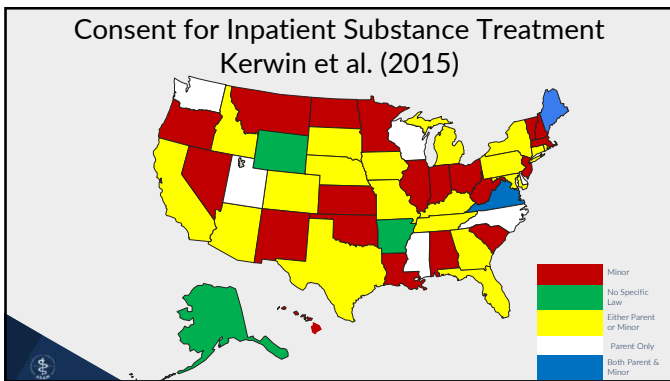 Consent for Inpatient Substance Treatment
Kerwin et al. (2015)
Minor
No Specific
Law
Either Parent
or Minor
Parent Only
Both Parent &
Minor